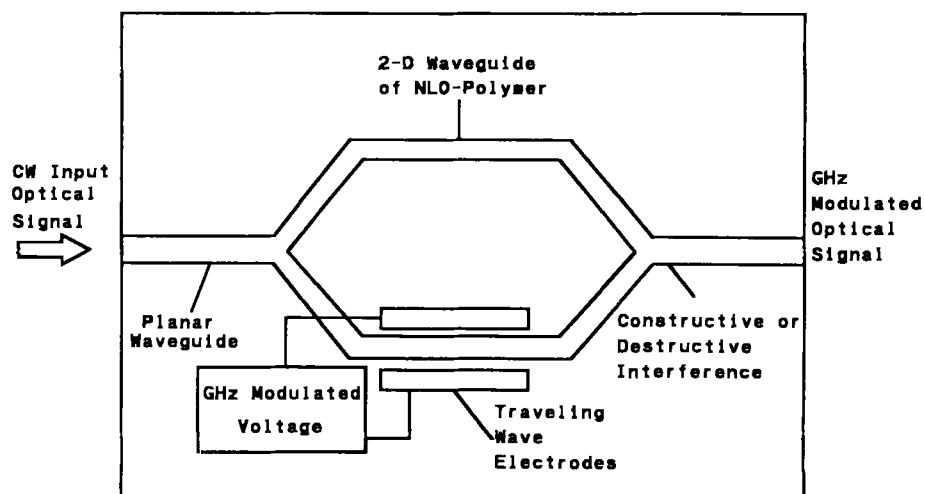 2-D Waveguide
of NLO-Polymer
CW Input
Optical
Signal
GHz
Modulated
Optical
Signal
Planar
Waveguide
Constructive or
Destructive
Interference
GHz Modulated
Voltage
Traveling
Wave
Electrodes